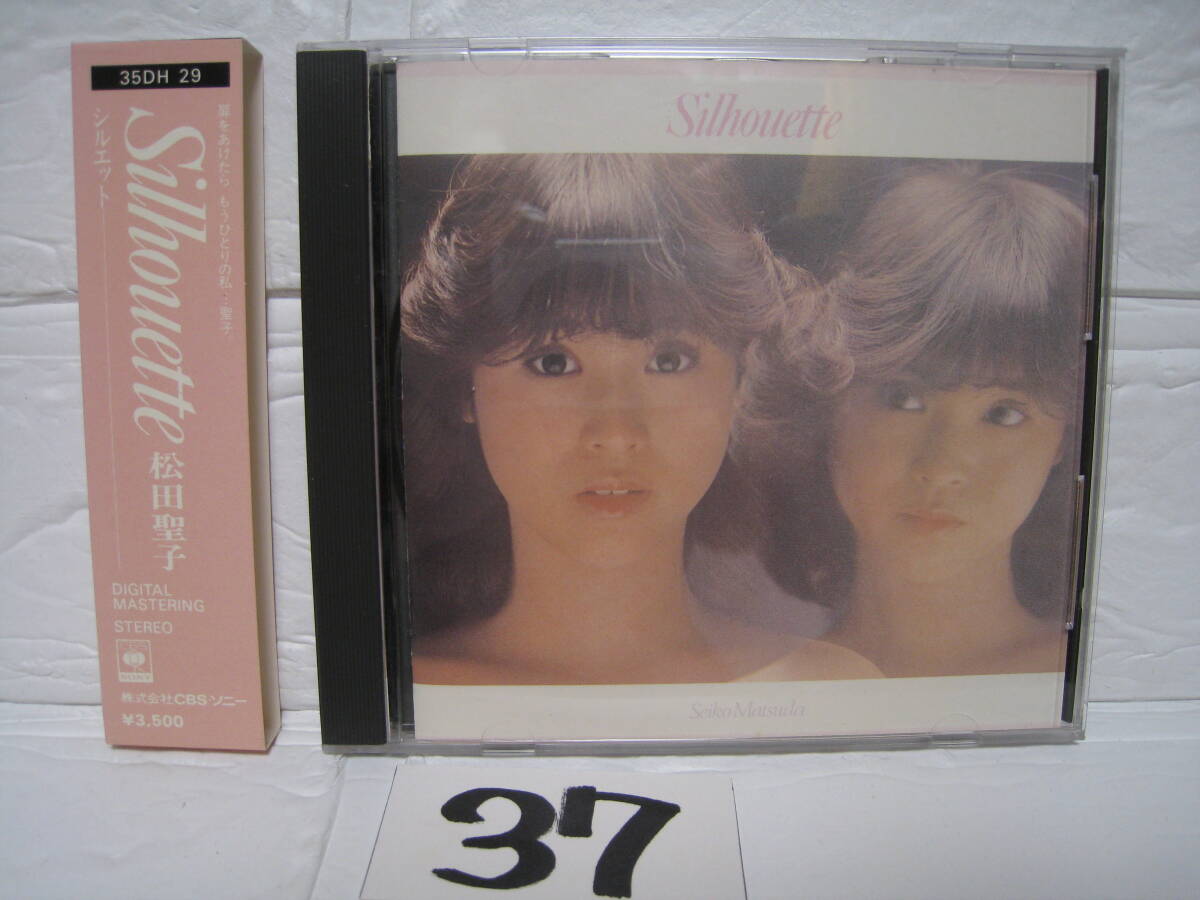 35DH 29
扉をあけたら もうひとりの私…聖子
Silhouette 松田聖子
シルエット
DIGITAL
MASTERING
STEREO
CBS
SONY
株式会社CBS・ソニー
¥3,500
Silhouette
Seiko Matsuda
37